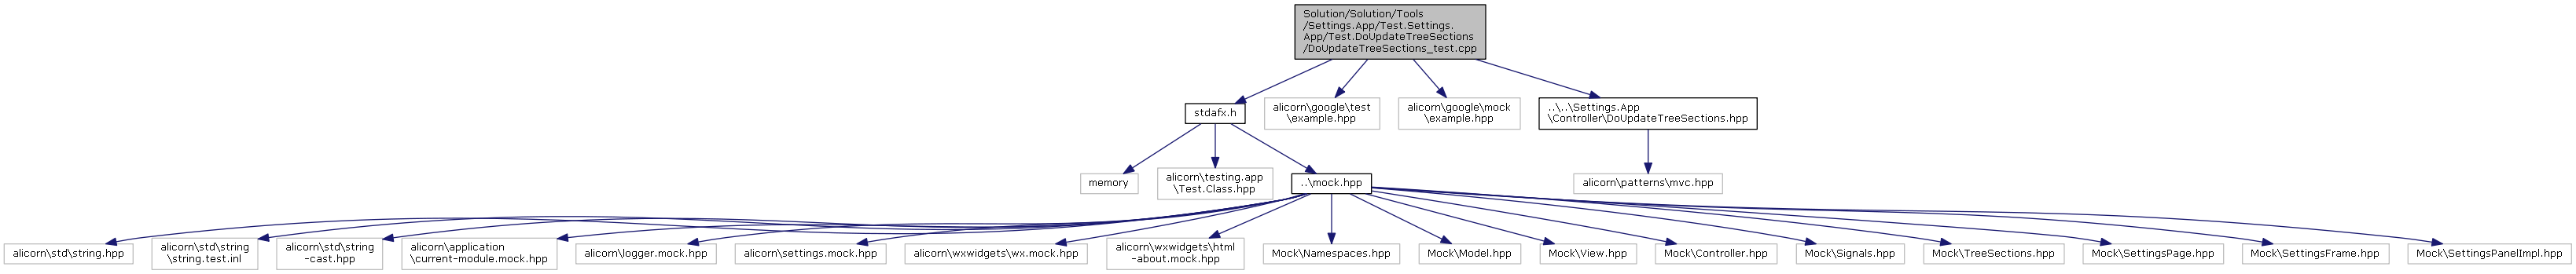 Solution/Solution/Tools
/Settings.App/Test.Settings.
App/Test.DoUpdateTreeSections
/DoUpdateTreeSections_test.cpp
stdafx.h
alicorn\google\test
\example.hpp
alicorn\google\mock
\example.hpp
..\..\Settings.App
\Controller\DoUpdateTreeSections.hpp
memory
alicorn\testing.app
\Test.Class.hpp
..\mock.hpp
alicorn\patterns\mvc.hpp
alicorn\std\string.hpp
alicorn\std\string
\string.test.inl
alicorn\std\string
-cast.hpp
alicorn\application
\current-module.mock.hpp
alicorn\logger.mock.hpp
alicorn\settings.mock.hpp
alicorn\wxwidgets\wx.mock.hpp
alicorn\wxwidgets\html
-about.mock.hpp
Mock\Namespaces.hpp
Mock\Model.hpp
Mock\View.hpp
Mock\Controller.hpp
Mock\Signals.hpp
Mock\TreeSections.hpp
Mock\SettingsPage.hpp
Mock\SettingsFrame.hpp
Mock\SettingsPanelImpl.hpp